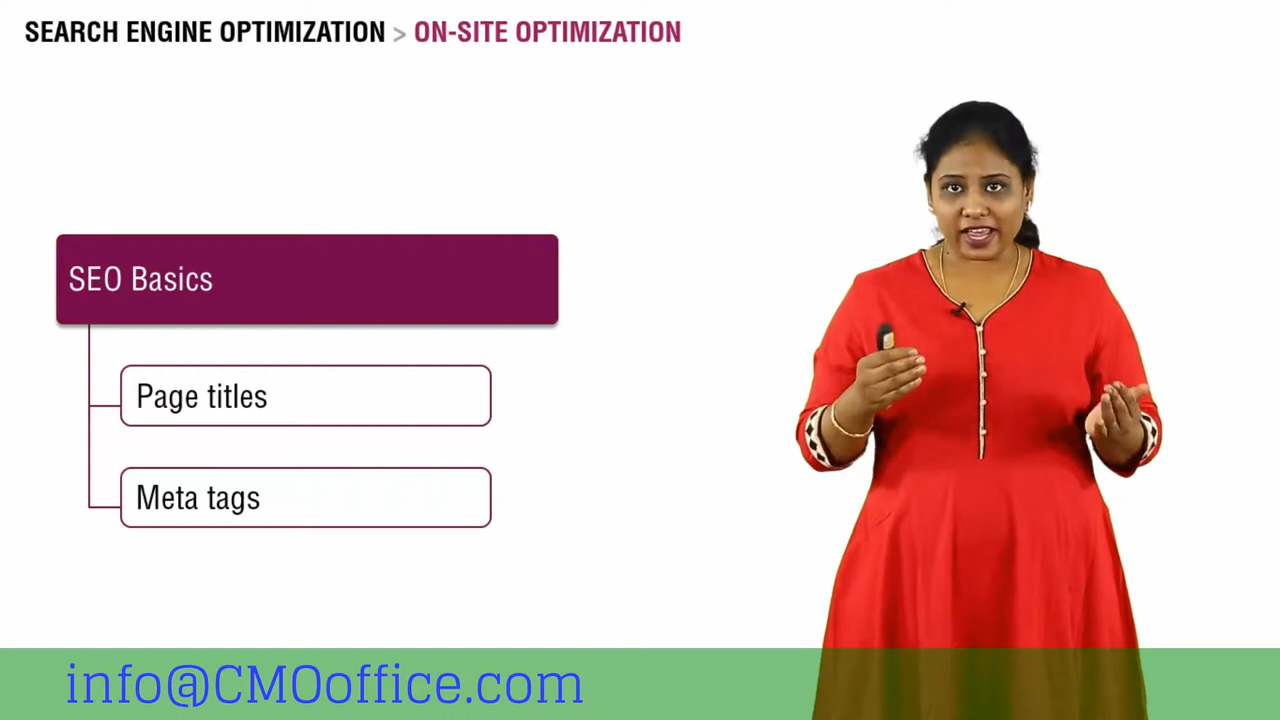 SEARCH ENGINE OPTIMIZATION > ON-SITE OPTIMIZATION
SEO Basics
Page titles
Meta tags
info@CMOoffice.com